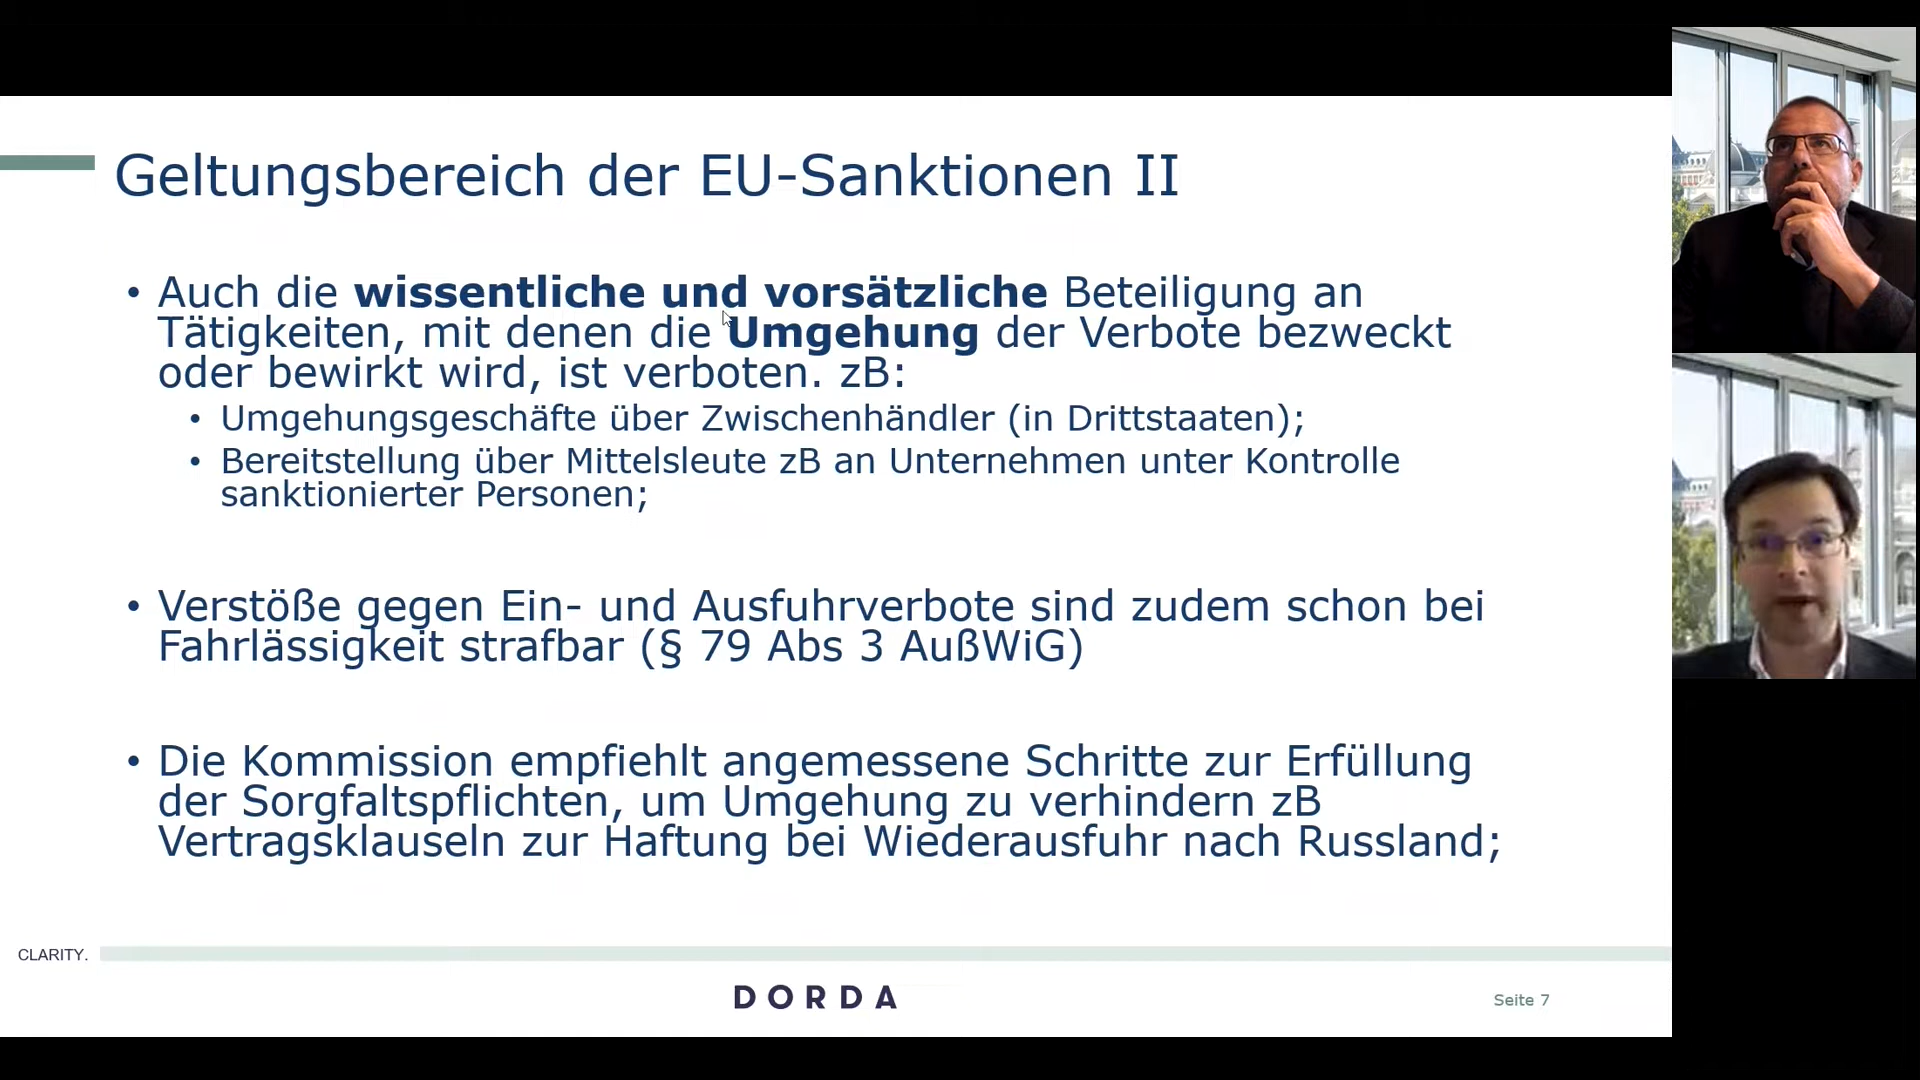 Geltungsbereich der EU-Sanktionen II
• Auch die wissentliche und vorsätzliche Beteiligung an
Tätigkeiten, mit denen die Umgehung der Verbote bezweckt
oder bewirkt wird, ist verboten. zB:
• Umgehungsgeschäfte über Zwischenhändler (in Drittstaaten);
• Bereitstellung über Mittelsleute zB an Unternehmen unter Kontrolle
sanktionierter Personen;
• Verstöße gegen Ein- und Ausfuhrverbote sind zudem schon bei
Fahrlässigkeit strafbar (§ 79 Abs 3 AußWiG)
• Die Kommission empfiehlt angemessene Schritte zur Erfüllung
der Sorgfaltspflichten, um Umgehung zu verhindern zB
Vertragsklauseln zur Haftung bei Wiederausfuhr nach Russland;
CLARITY.
DORDA
Seite 7